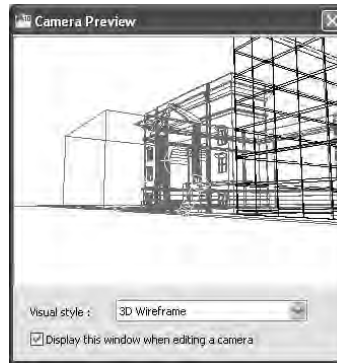 Camera Preview
Visual style : 3D Wireframe
Display this window when editing a camera